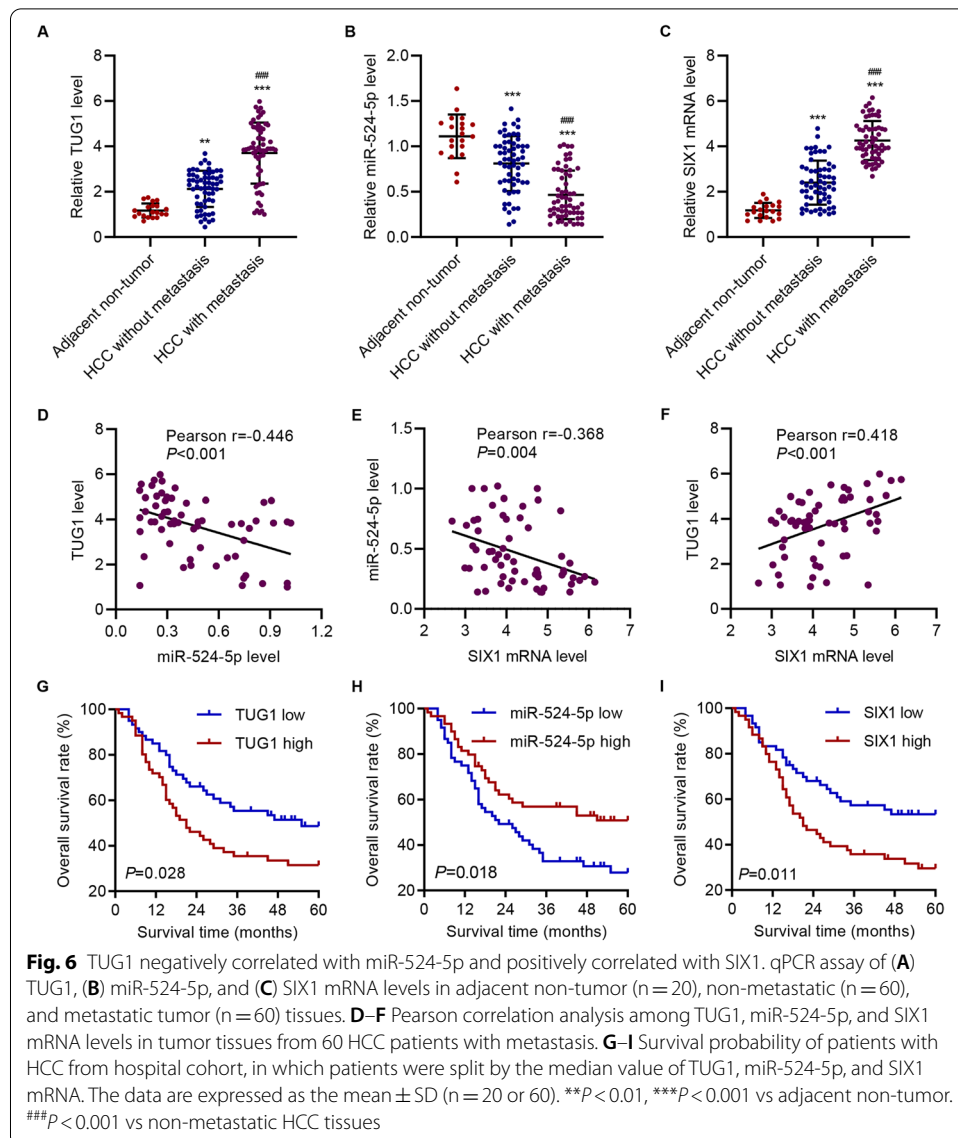 A
B
C
Relative TUG1 level
8
6
4
2
0
###
**
***
Adjacent non-tumor
HCC without metastasis
HCC with metastasis
Relative miR-524-5p level
2.0
1.5
1.0
0.5
0.0
***
###
***
Adjacent non-tumor
HCC without metastasis
HCC with metastasis
Relative SIX1 mRNA level
8
6
4
2
0
***
###
***
Adjacent non-tumor
HCC without metastasis
HCC with metastasis
D
Pearson r=-0.446
P<0.001
TUG1 level
8
6
4
2
0
0.0 0.3 0.6 0.9 1.2
miR-524-5p level
E
Pearson r=-0.368
P=0.004
miR-524-5p level
1.5
1.0
0.5
0.0
2 3 4 5 6 7
SIX1 mRNA level
F
Pearson r=0.418
P<0.001
TUG1 level
8
6
4
2
0
2 3 4 5 6 7
SIX1 mRNA level
G
TUG1 low
TUG1 high
Overall survival rate (%)
100
80
60
40
20
P=0.028
0 12 24 36 48 60
Survival time (months)
H
miR-524-5p low
miR-524-5p high
Overall survival rate (%)
100
80
60
40
20
P=0.018
0 12 24 36 48 60
Survival time (months)
I
SIX1 low
SIX1 high
Overall survival rate (%)
100
80
60
40
20
P=0.011
0 12 24 36 48 60
Survival time (months)
Fig. 6 TUG1 negatively correlated with miR-524-5p and positively correlated with SIX1. qPCR assay of (A)
TUG1, (B) miR-524-5p, and (C) SIX1 mRNA levels in adjacent non-tumor (n = 20), non-metastatic (n = 60),
and metastatic tumor (n = 60) tissues. D–F Pearson correlation analysis among TUG1, miR-524-5p, and SIX1
mRNA levels in tumor tissues from 60 HCC patients with metastasis. G–I Survival probability of patients with
HCC from hospital cohort, in which patients were split by the median value of TUG1, miR-524-5p, and SIX1
mRNA. The data are expressed as the mean ± SD (n = 20 or 60). **P < 0.01, ***P < 0.001 vs adjacent non-tumor.
###P < 0.001 vs non-metastatic HCC tissues